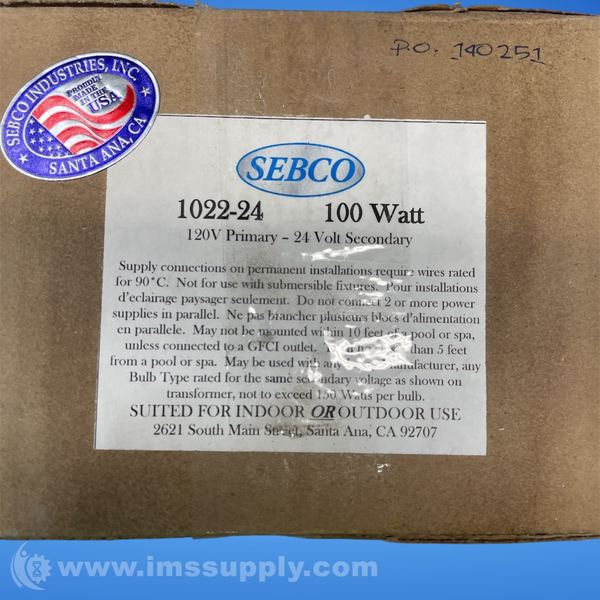 P.O. 140251
SEBCO INDUSTRIES, INC.
PROUDLY
MADE
IN THE
USA
SANTA ANA, CA
SEBCO
1022-24 100 Watt
120V Primary – 24 Volt Secondary
Supply connections on permanent installations require wires rated
for 90°C. Not for use with submersible fixtures. Pour installations
d'eclairage paysager seulement. Do not connect 2 or more power
supplies in parallel. Ne pas brancher plusieurs blocs d'alimentation
en parallele. May not be mounted within 10 feet of a pool or spa,
unless connected to a GFCI outlet. than 5 feet
from a pool or spa. May be used with any manufacturer, any
Bulb Type rated for the same secondary voltage as shown on
transformer, not to exceed 150 Watts per bulb.
SUITED FOR INDOOR OR OUTDOOR USE
2621 South Main Street, Santa Ana, CA 92707
www.imssupply.com